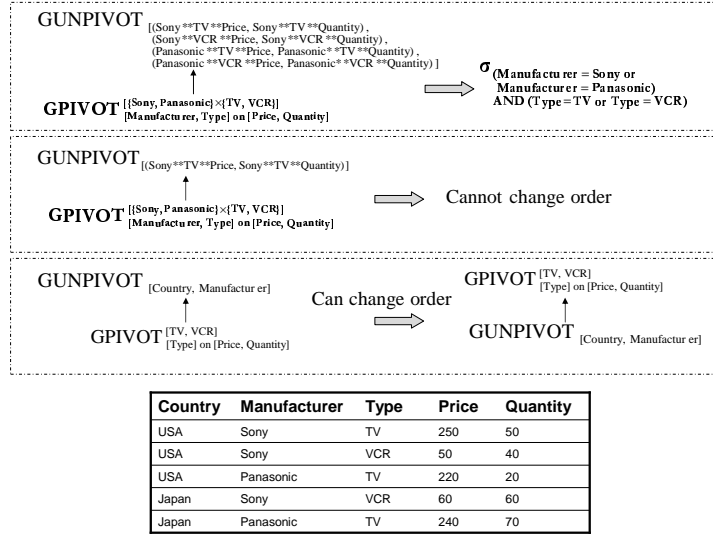 GUNPIVOT [(Sony**TV**Price, Sony**TV**Quantity),
(Sony**VCR**Price, Sony**VCR**Quantity),
(Panasonic**TV**Price, Panasonic**TV**Quantity),
(Panasonic**VCR**Price, Panasonic**VCR**Quantity)]
GPIVOT [{Sony, Panasonic}×{TV, VCR}]
[Manufacturer, Type] on [Price, Quantity]
σ (Manufacturer = Sony or
Manufacturer = Panasonic)
AND (Type=TV or Type = VCR)
GUNPIVOT [(Sony**TV**Price, Sony**TV**Quantity)]
GPIVOT [{Sony, Panasonic}×{TV, VCR}]
[Manufacturer, Type] on [Price, Quantity]
Cannot change order
GUNPIVOT [Country, Manufacturer]
GPIVOT [TV, VCR]
[Type] on [Price, Quantity]
Can change order
GPIVOT [TV, VCR]
[Type] on [Price, Quantity]
GUNPIVOT [Country, Manufacturer]
Country Manufacturer Type Price Quantity
USA Sony TV 250 50
USA Sony VCR 50 40
USA Panasonic TV 220 20
Japan Sony VCR 60 60
Japan Panasonic TV 240 70